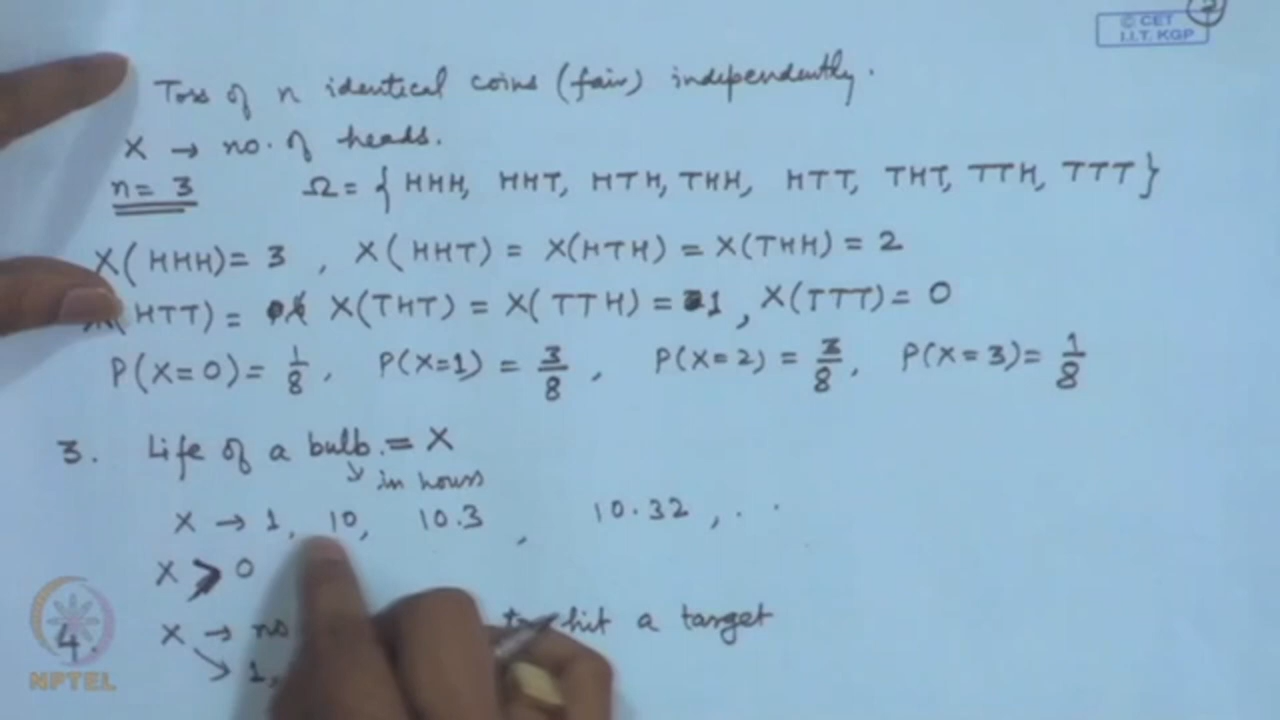 © CET
I.I.T. KGP
Toss of n identical coins (fair) independently.
X → no. of heads.
n = 3 Ω = { HHH, HHT, HTH, THH, HTT, THT, TTH, TTT }
X( HHH) = 3 , X( HHT) = X(HTH) = X(THH) = 2
X( HTT) = X(THT) = X( TTH) = 1 , X(TTT) = 0
P(X=0) = 1/8 , P(X=1) = 3/8 , P(X=2) = 3/8 , P(X=3) = 1/8
3. Life of a bulb. = X
↘ in hours
X → 1, 10, 10.3 , 10.32 , . .
X > 0
4. X → no to hit a target
↘ 1,
NPTEL